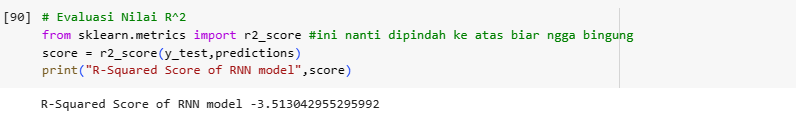 [90] # Evaluasi Nilai R^2
from sklearn.metrics import r2_score #ini nanti dipindah ke atas biar ngga bingung
score = r2_score(y_test,predictions)
print("R-Squared Score of RNN model",score)
R-Squared Score of RNN model -3.513042955295992